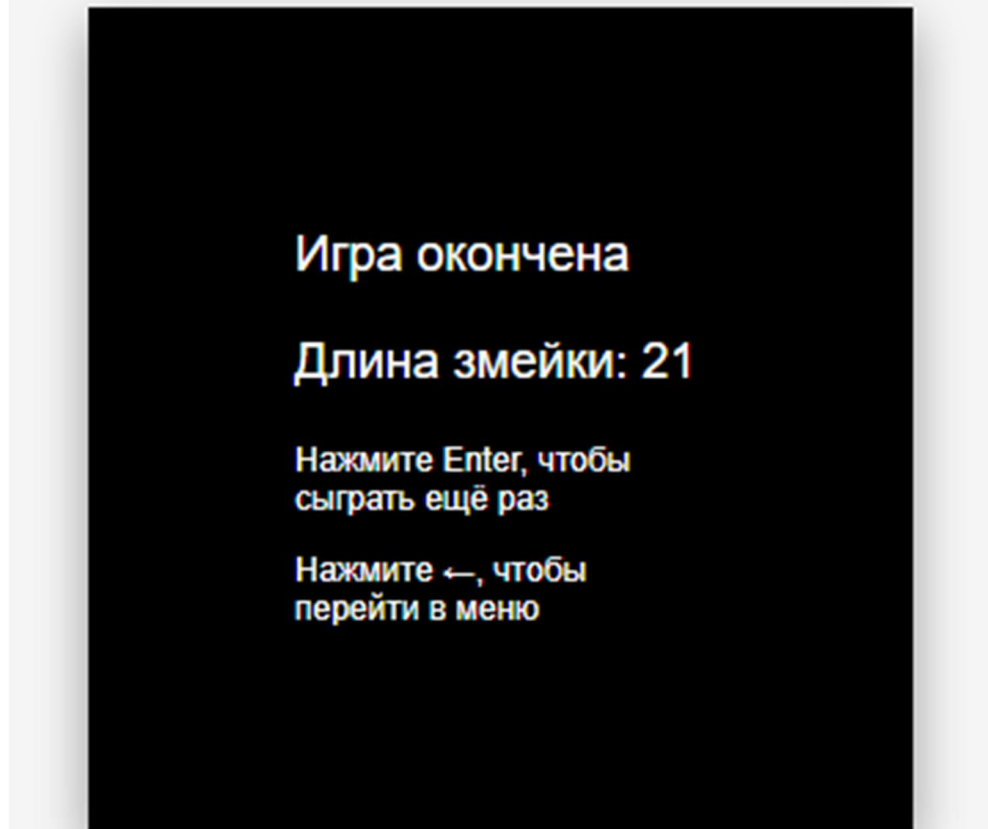 Игра окончена
Длина змейки: 21
Нажмите Enter, чтобы
сыграть ещё раз
Нажмите ←, чтобы
перейти в меню